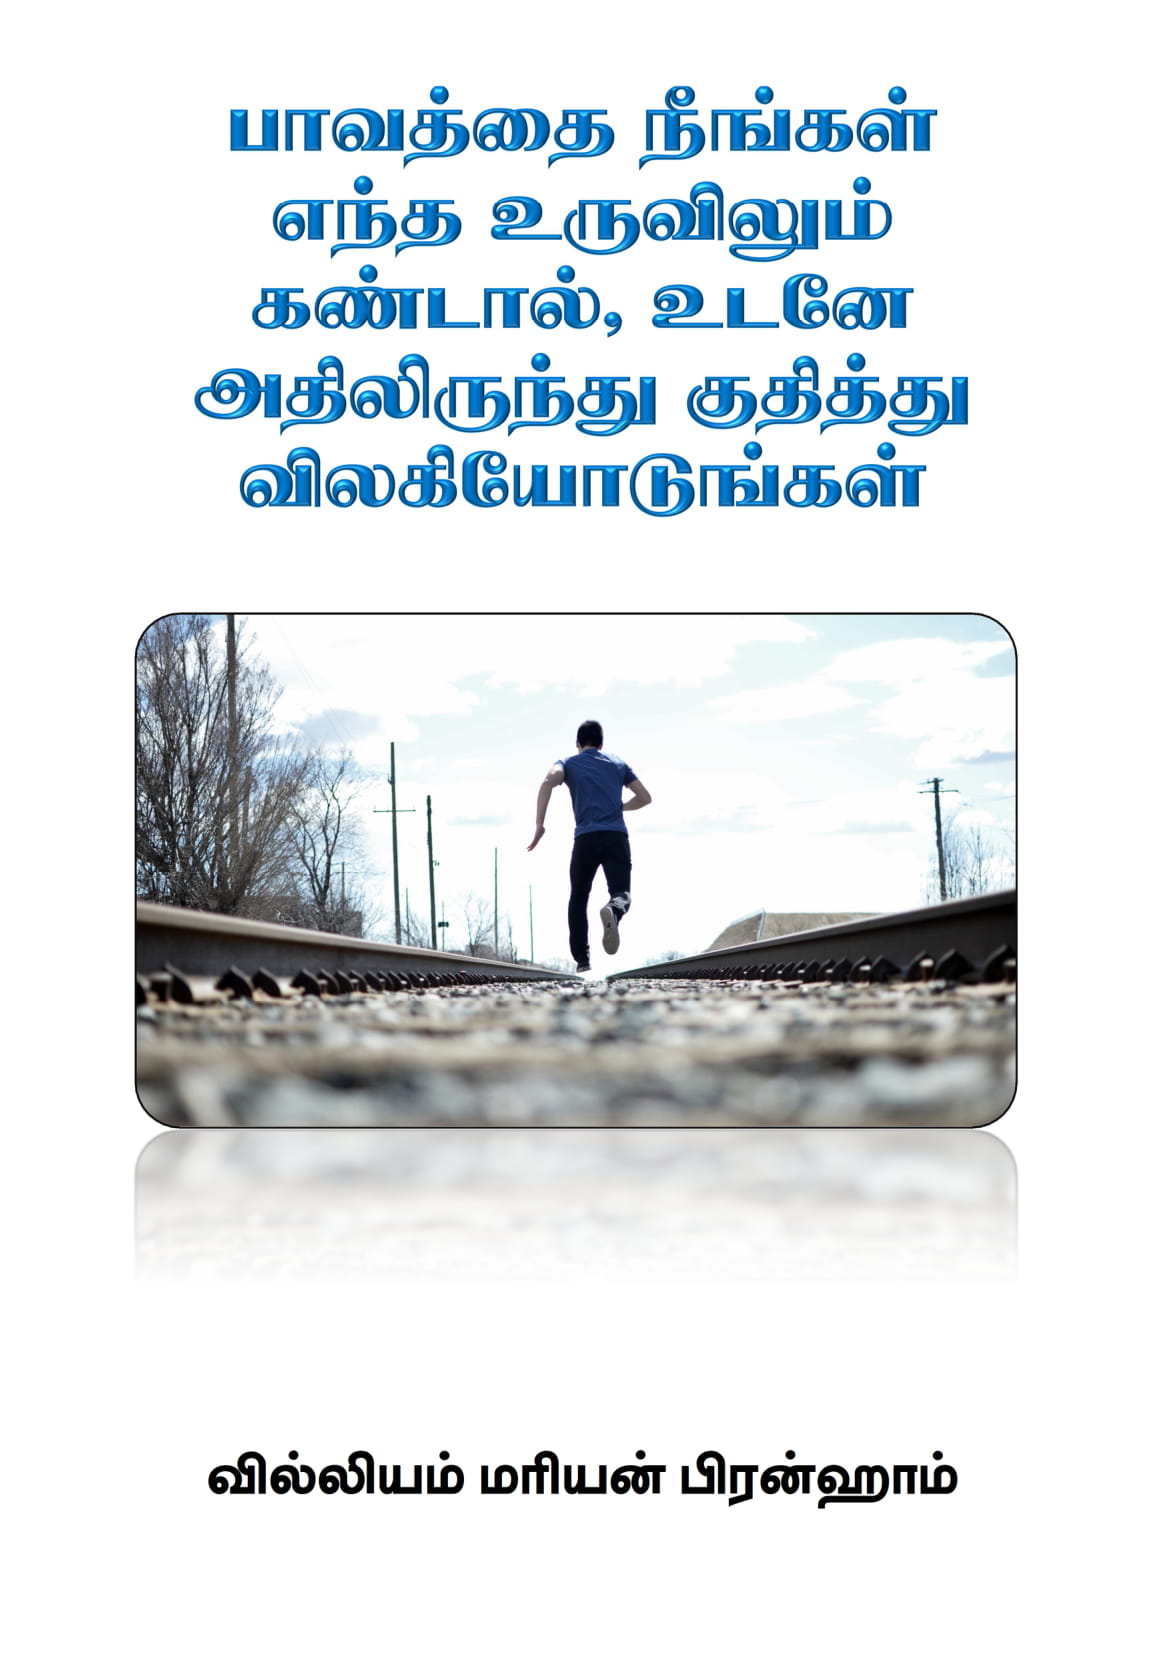 பாவத்தை நீங்கள்
எந்த உருவிலும்
கண்டால், உடனே
அதிலிருந்து குதித்து
விலகியோடுங்கள்
வில்லியம் மரியன் பிரன்ஹாம்